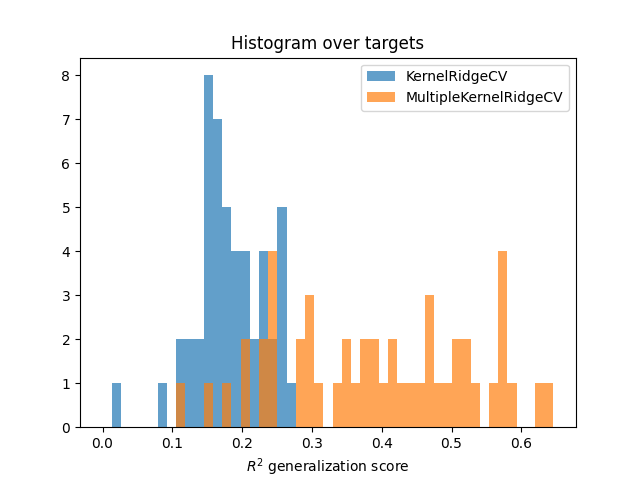 Histogram over targets
KernelRidgeCV
MultipleKernelRidgeCV
8
7
6
5
4
3
2
1
0
0.0 0.1 0.2 0.3 0.4 0.5 0.6
R² generalization score